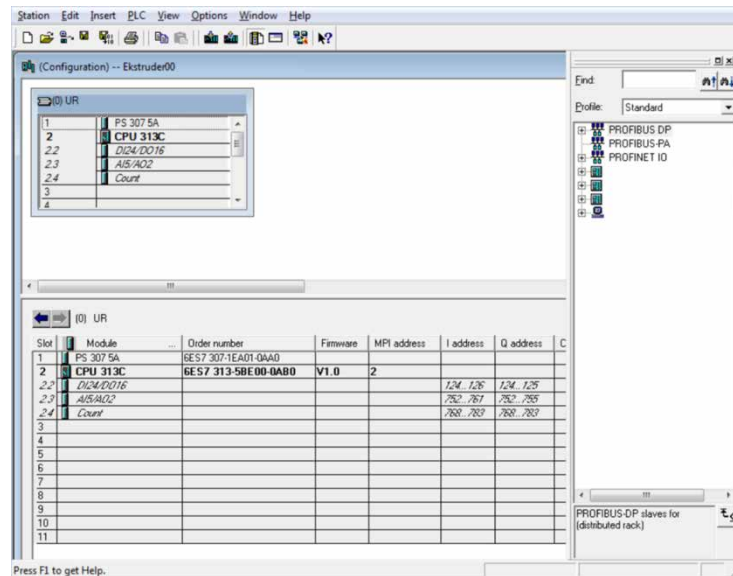 Station Edit Insert PLC View Options Window Help
(Configuration) -- Ekstruder00
(0) UR
1 PS 307 5A
2 CPU 313C
2.2 DI24/DO16
2.3 AI5/AO2
2.4 Count
3
4
Find:
Profile: Standard
PROFIBUS DP
PROFIBUS-PA
PROFINET IO
(0) UR
Slot Module ... Order number Firmware MPI address I address Q address C
1 PS 307 5A 6ES7 307-1EA01-0AA0
2 CPU 313C 6ES7 313-5BE00-0AB0 V1.0 2
2.2 DI24/DO16 124...126 124...125
2.3 AI5/AO2 752...761 752...755
2.4 Count 768...783 768...783
3
4
5
6
7
8
9
10
11
PROFIBUS-DP slaves for
(distributed rack)
Press F1 to get Help.